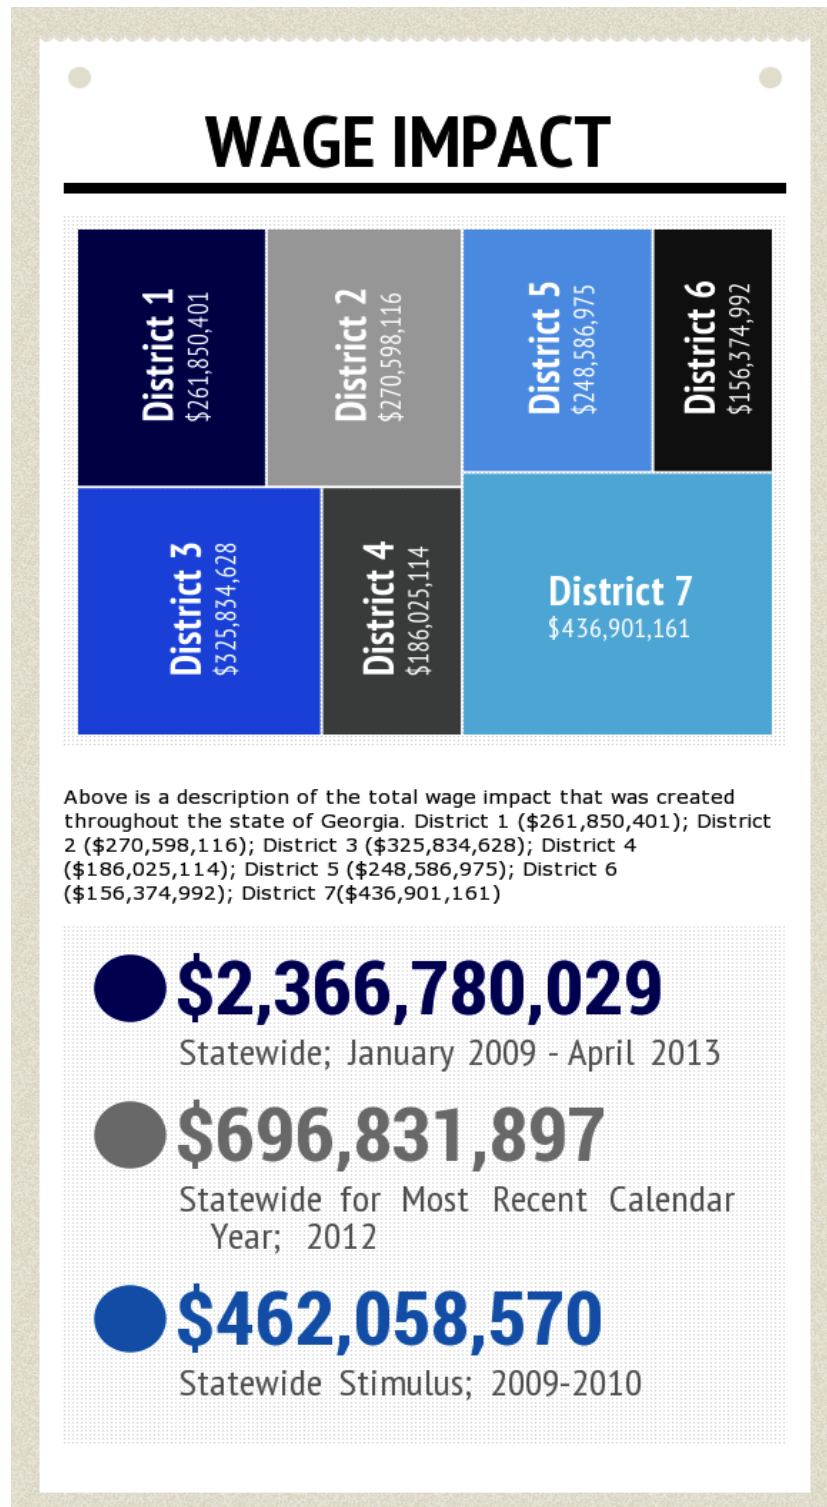 WAGE IMPACT
District 1
$261,850,401
District 2
$270,598,116
District 5
$248,586,975
District 6
$156,374,992
District 3
$325,834,628
District 4
$186,025,114
District 7
$436,901,161
Above is a description of the total wage impact that was created
throughout the state of Georgia. District 1 ($261,850,401); District
2 ($270,598,116); District 3 ($325,834,628); District 4
($186,025,114); District 5 ($248,586,975); District 6
($156,374,992); District 7($436,901,161)
$2,366,780,029
Statewide; January 2009 - April 2013
$696,831,897
Statewide for Most Recent Calendar
Year; 2012
$462,058,570
Statewide Stimulus; 2009-2010